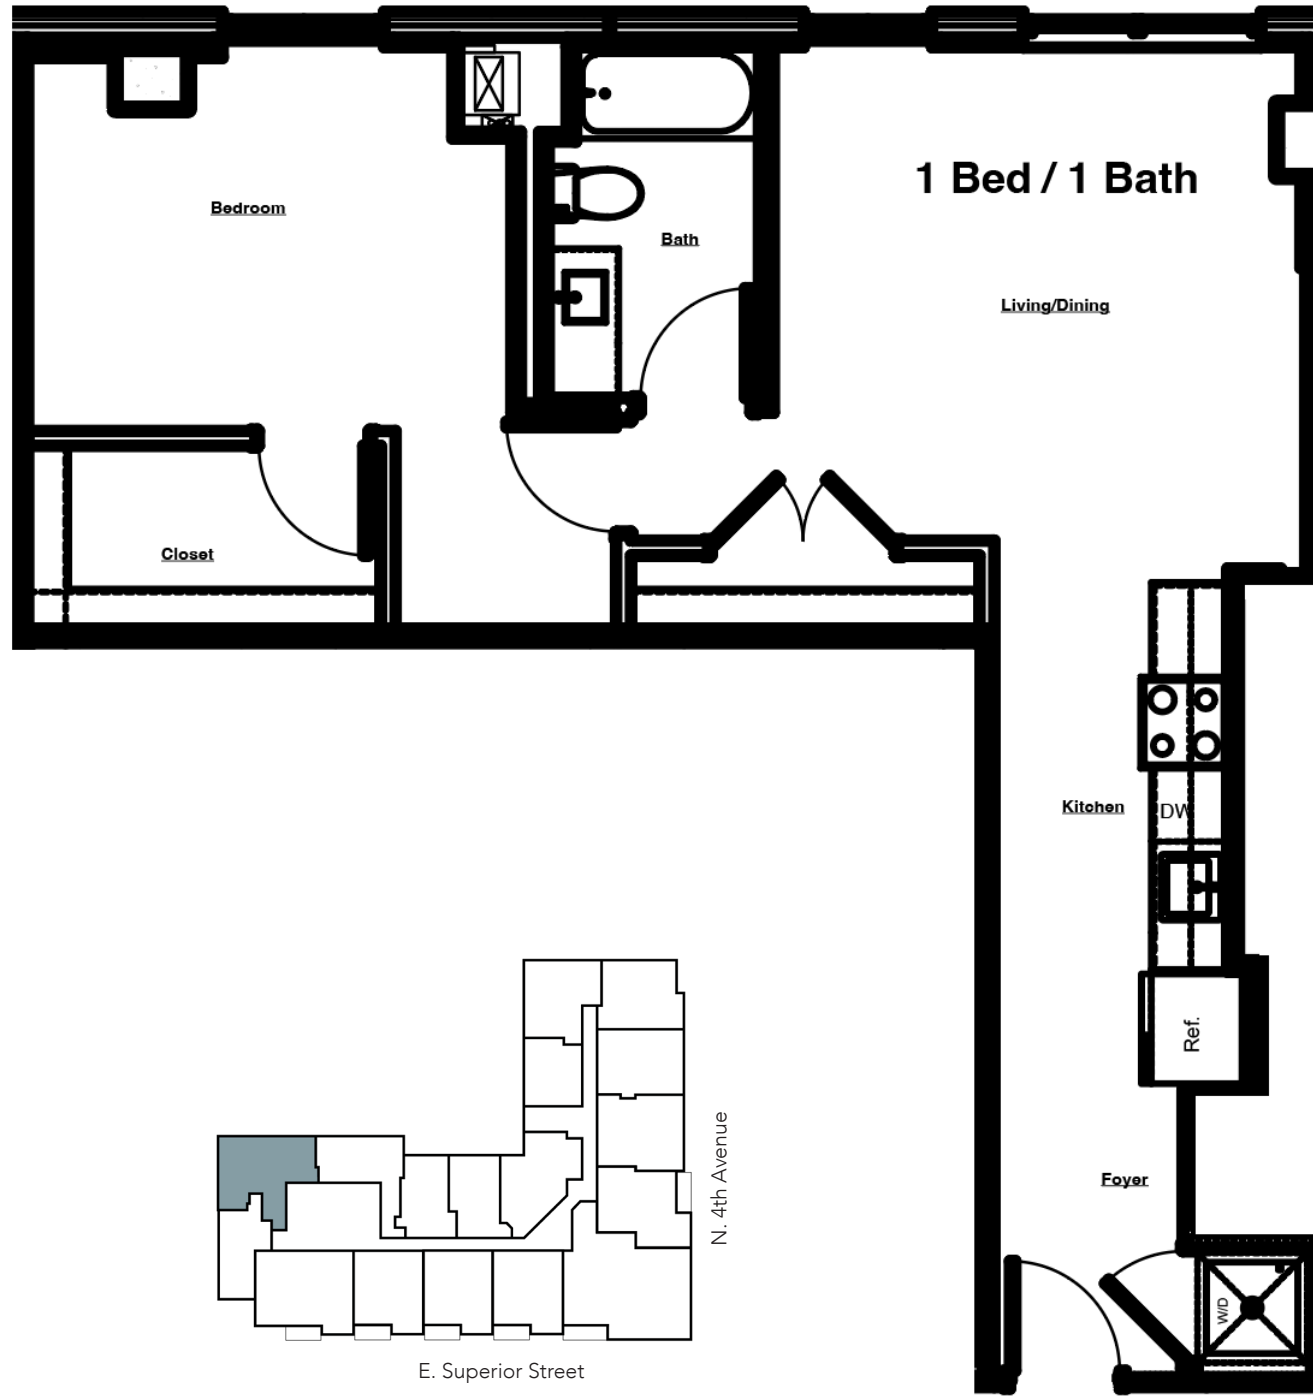 1 Bed / 1 Bath
Bedroom
Bath
Living/Dining
Closet
Kitchen
DW
Ref.
Foyer
W/D
N. 4th Avenue
E. Superior Street